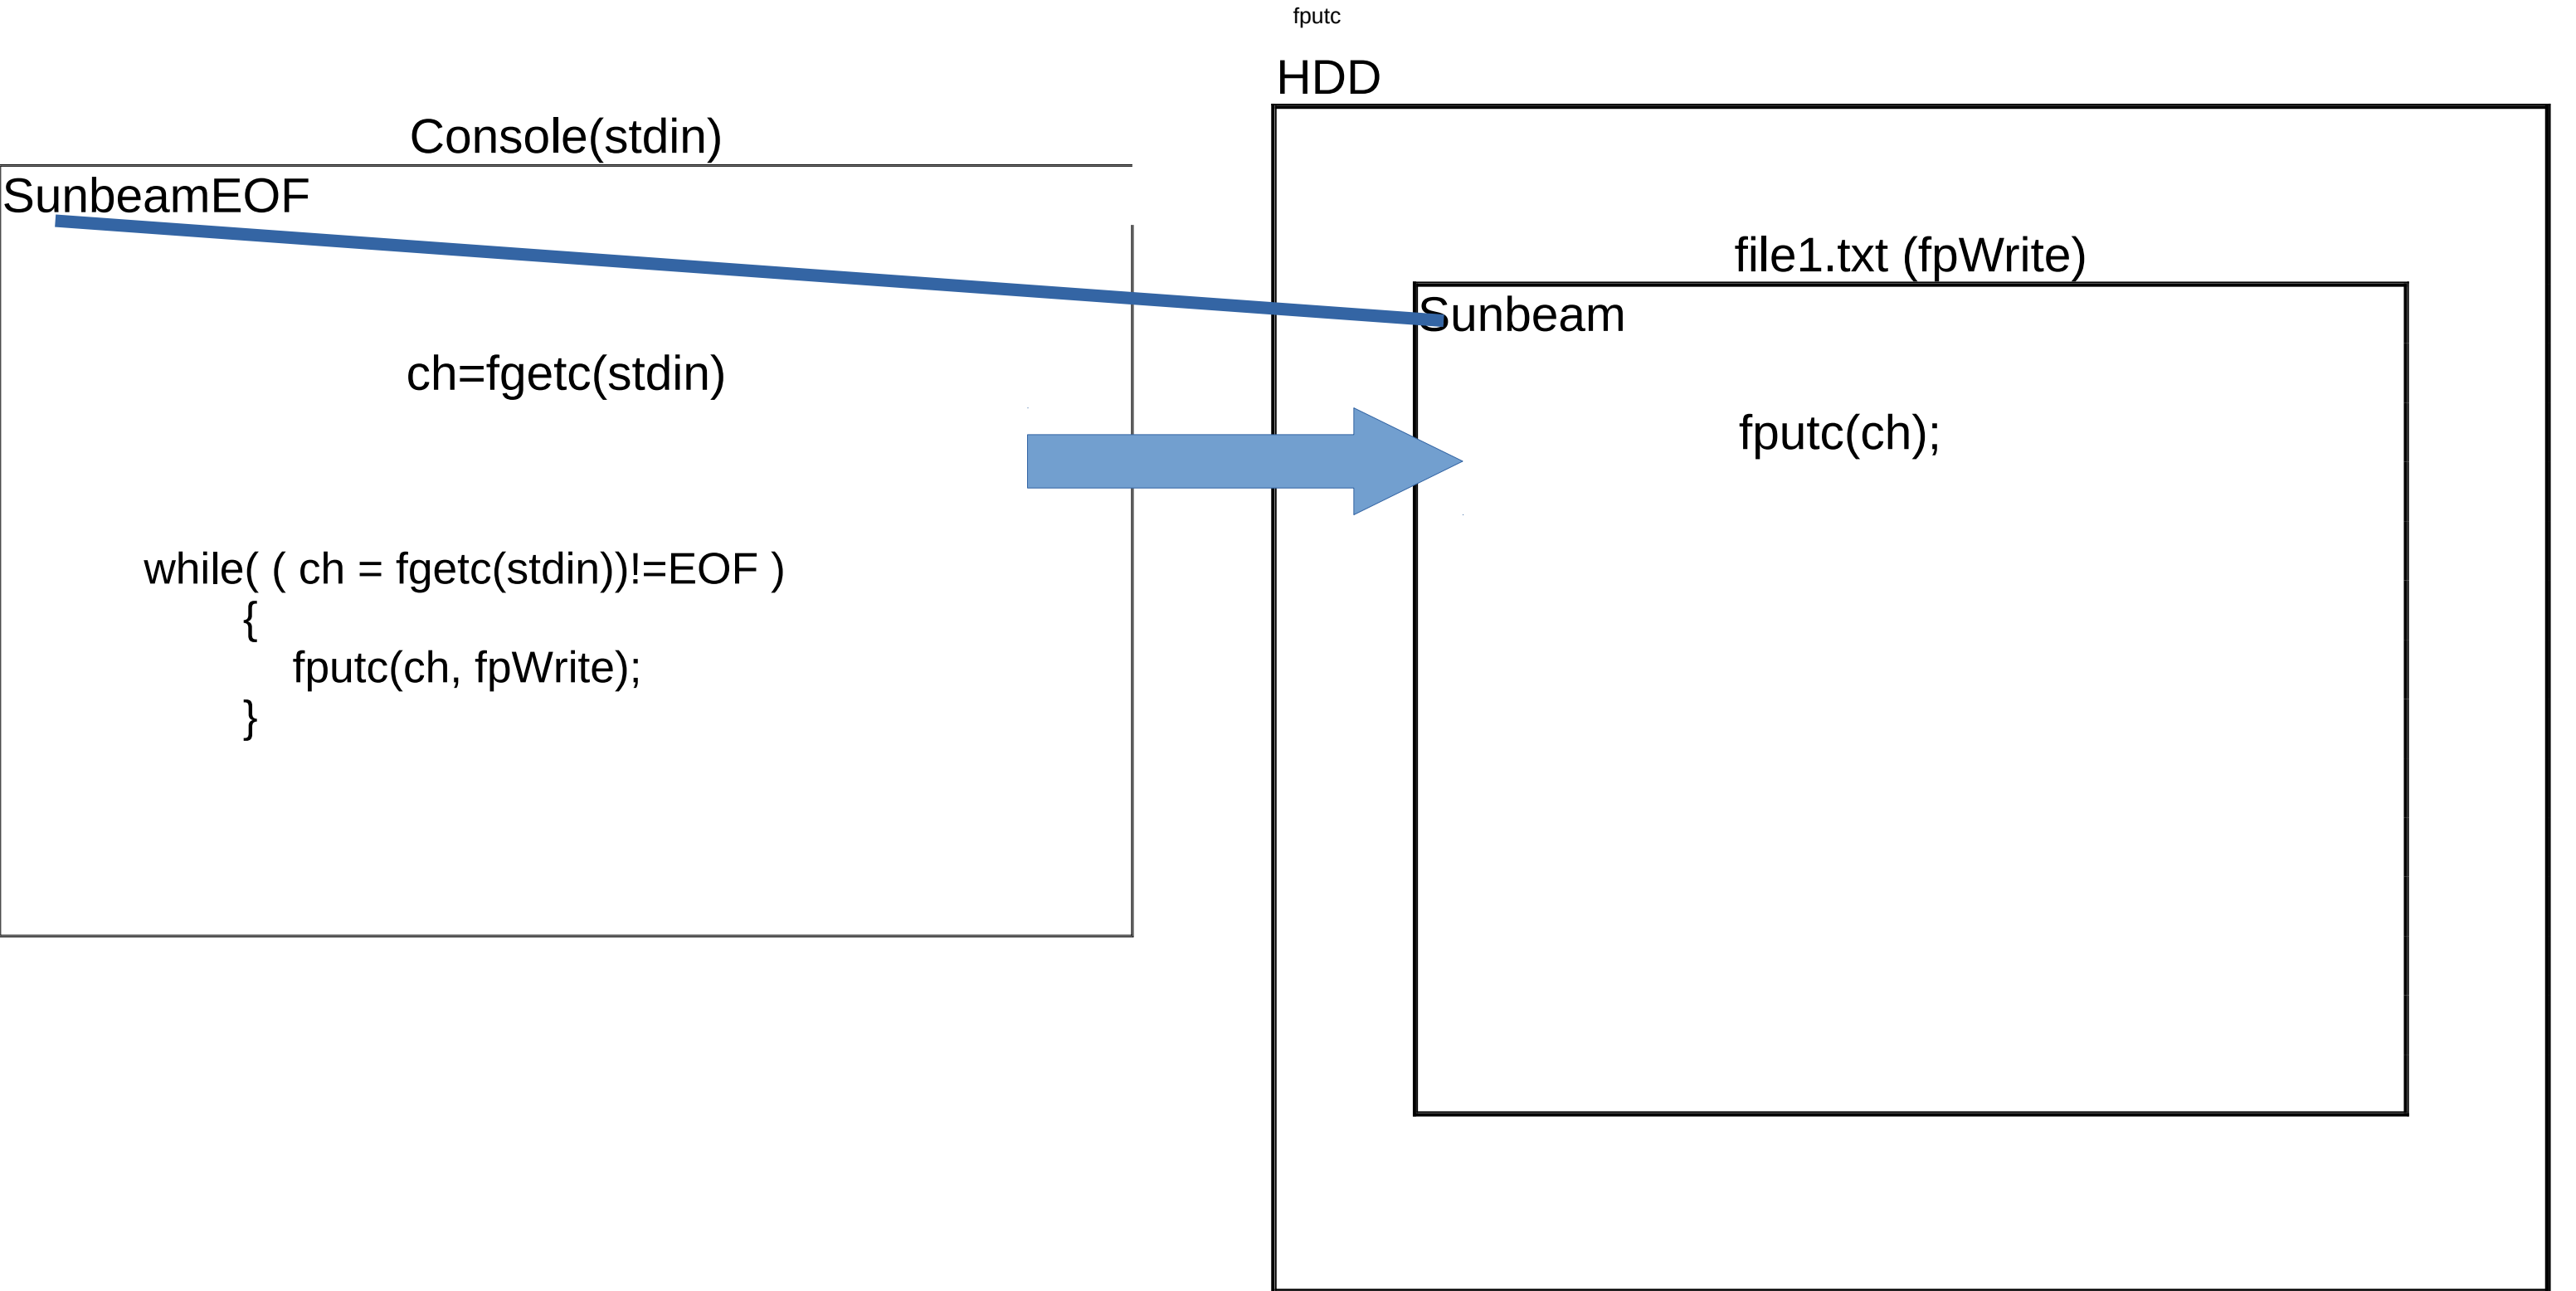 fputc
HDD
Console(stdin)
SunbeamEOF
file1.txt (fpWrite)
Sunbeam
ch=fgetc(stdin)
fputc(ch);
while( ( ch = fgetc(stdin))!=EOF )
{
fputc(ch, fpWrite);
}